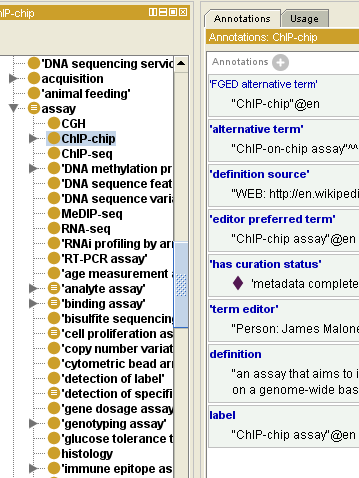 ChIP-chip
'DNA sequencing servic
acquisition
'animal feeding'
assay
CGH
ChIP-chip
ChIP-seq
'DNA methylation pr
'DNA sequence feat
'DNA sequence varia
MeDIP-seq
RNA-seq
'RNAi profiling by arr
'RT-PCR assay'
'age measurement a
'analyte assay'
'binding assay'
'bisulfite sequencing
'cell proliferation as
'copy number variat
'cytometric bead arr
'detection of label'
'detection of specifi
'gene dosage assay
'genotyping assay'
'glucose tolerance t
histology
'immune epitope as
Annotations
Usage
Annotations: ChIP-chip
Annotations
'FGED alternative term'
"ChIP-chip"@en
'alternative term'
"ChIP-on-chip assay"^^
'definition source'
"WEB: http://en.wikipedi
'editor preferred term'
"ChIP-chip assay"@en
'has curation status'
'metadata complete
'term editor'
"Person: James Malone
definition
"an assay that aims to i
on a genome-wide bas
label
"ChIP-chip assay"@en